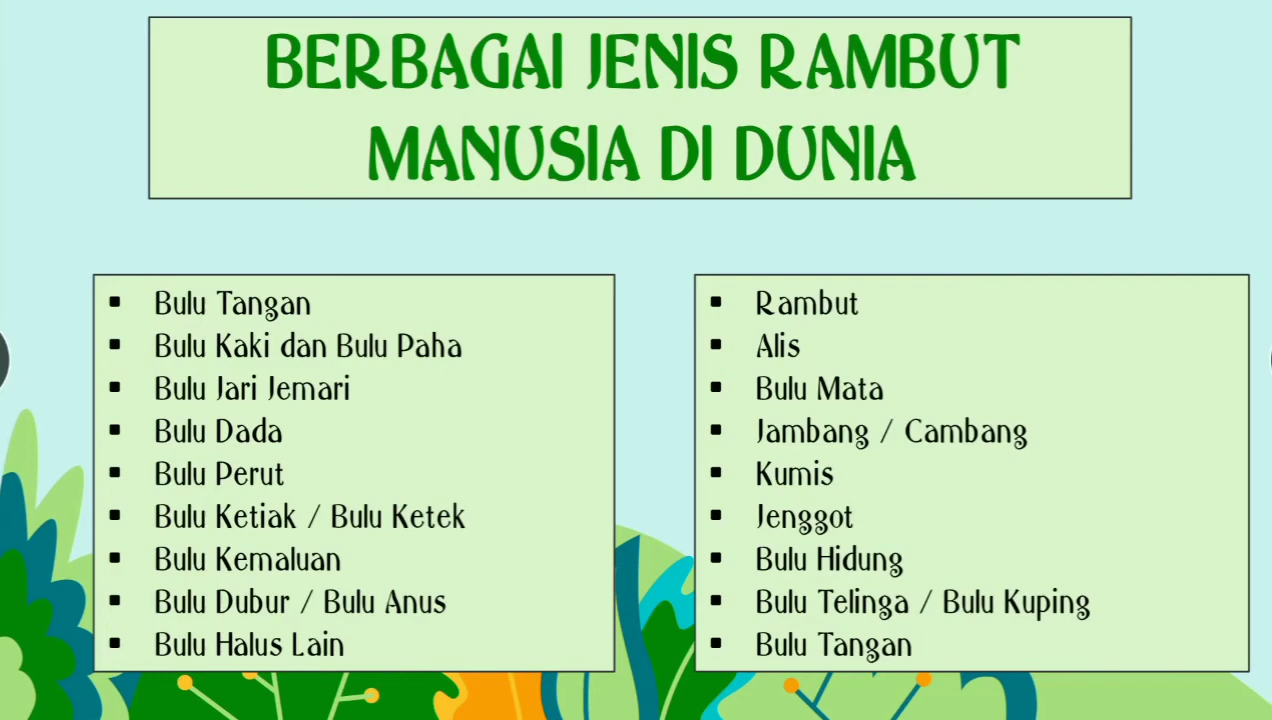 BERBAGAI JENIS RAMBUT
MANUSIA DI DUNIA
▪ Bulu Tangan
▪ Bulu Kaki dan Bulu Paha
▪ Bulu Jari Jemari
▪ Bulu Dada
▪ Bulu Perut
▪ Bulu Ketiak / Bulu Ketek
▪ Bulu Kemaluan
▪ Bulu Dubur / Bulu Anus
▪ Bulu Halus Lain
▪ Rambut
▪ Alis
▪ Bulu Mata
▪ Jambang / Cambang
▪ Kumis
▪ Jenggot
▪ Bulu Hidung
▪ Bulu Telinga / Bulu Kuping
▪ Bulu Tangan